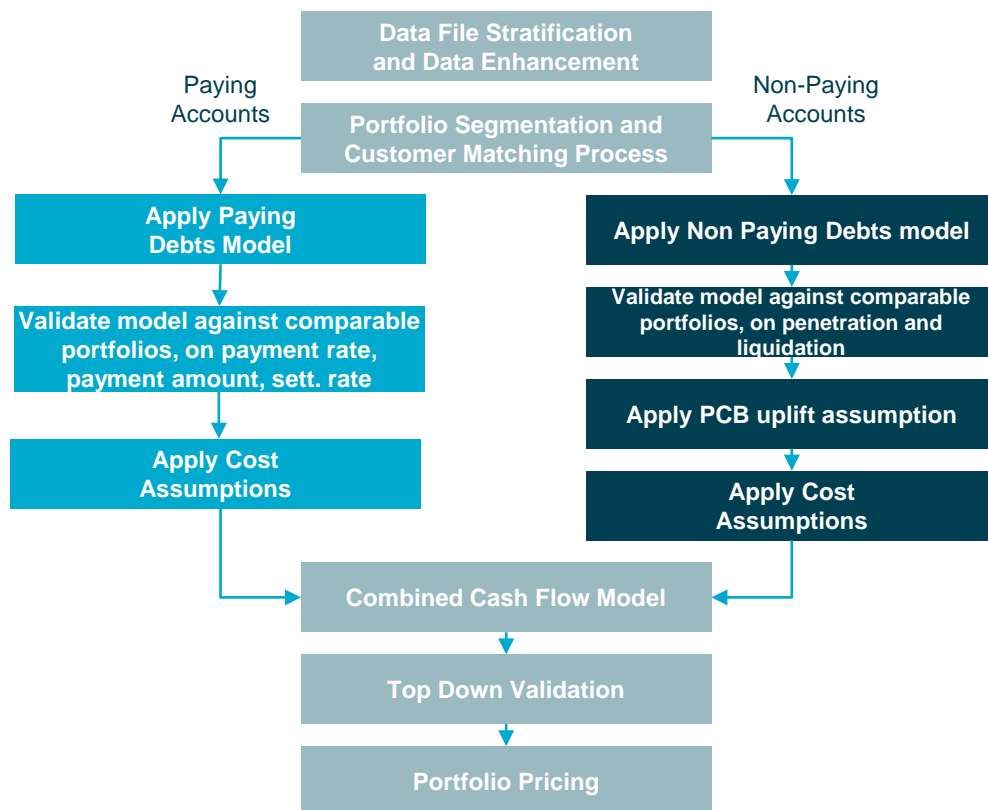 Data File Stratification
and Data Enhancement
Paying
Accounts
Non-Paying
Accounts
Portfolio Segmentation and
Customer Matching Process
Apply Paying
Debts Model
Validate model against comparable
portfolios, on payment rate,
payment amount, sett. rate
Apply Cost
Assumptions
Apply Non Paying Debts model
Validate model against comparable
portfolios, on penetration and
liquidation
Apply PCB uplift assumption
Apply Cost
Assumptions
Combined Cash Flow Model
Top Down Validation
Portfolio Pricing